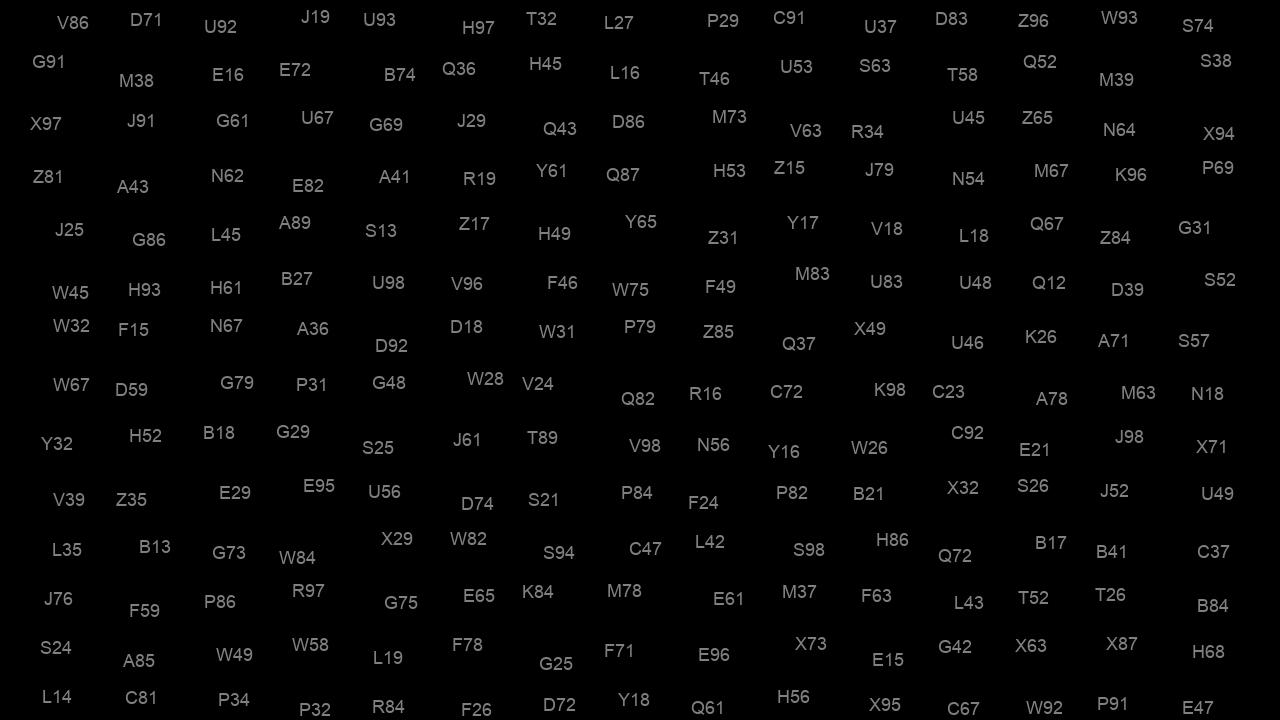 V86 D71 U92 J19 U93 H97 T32 L27 P29 C91 U37 D83 Z96 W93 S74
G91 M38 E16 E72 B74 Q36 H45 L16 T46 U53 S63 T58 Q52 M39 S38
X97 J91 G61 U67 G69 J29 Q43 D86 M73 V63 R34 U45 Z65 N64 X94
Z81 A43 N62 E82 A41 R19 Y61 Q87 H53 Z15 J79 N54 M67 K96 P69
J25 G86 L45 A89 S13 Z17 H49 Y65 Z31 Y17 V18 L18 Q67 Z84 G31
W45 H93 H61 B27 U98 V96 F46 W75 F49 M83 U83 U48 Q12 D39 S52
W32 F15 N67 A36 D92 D18 W31 P79 Z85 Q37 X49 U46 K26 A71 S57
W67 D59 G79 P31 G48 W28 V24 Q82 R16 C72 K98 C23 A78 M63 N18
Y32 H52 B18 G29 S25 J61 T89 V98 N56 Y16 W26 C92 E21 J98 X71
V39 Z35 E29 E95 U56 D74 S21 P84 F24 P82 B21 X32 S26 J52 U49
L35 B13 G73 W84 X29 W82 S94 C47 L42 S98 H86 Q72 B17 B41 C37
J76 F59 P86 R97 G75 E65 K84 M78 E61 M37 F63 L43 T52 T26 B84
S24 A85 W49 W58 L19 F78 G25 F71 E96 X73 E15 G42 X63 X87 H68
L14 C81 P34 P32 R84 F26 D72 Y18 Q61 H56 X95 C67 W92 P91 E47